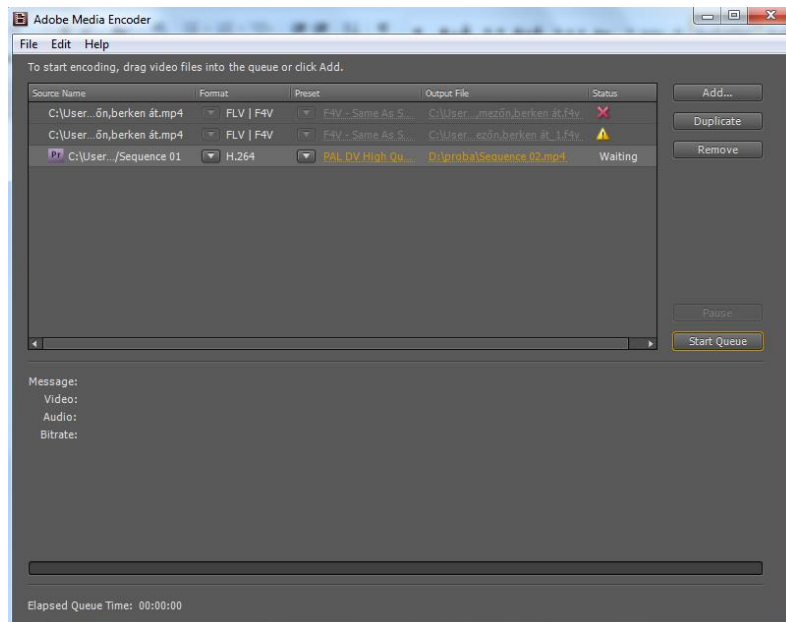 Adobe Media Encoder
File Edit Help
To start encoding, drag video files into the queue or click Add.
Source Name Format Preset Output File Status
C:\User...őn,berken át.mp4 FLV | F4V F4V - Same As S... C:\User...,mezőn,berken át.f4v
C:\User...őn,berken át.mp4 FLV | F4V F4V - Same As S... C:\User...ezőn,berken át_1.f4v
Pr C:\User.../Sequence 01 H.264 PAL DV High Qu... D:\proba\Sequence 02.mp4 Waiting
Add...
Duplicate
Remove
Pause
Start Queue
Message:
Video:
Audio:
Bitrate:
Elapsed Queue Time: 00:00:00